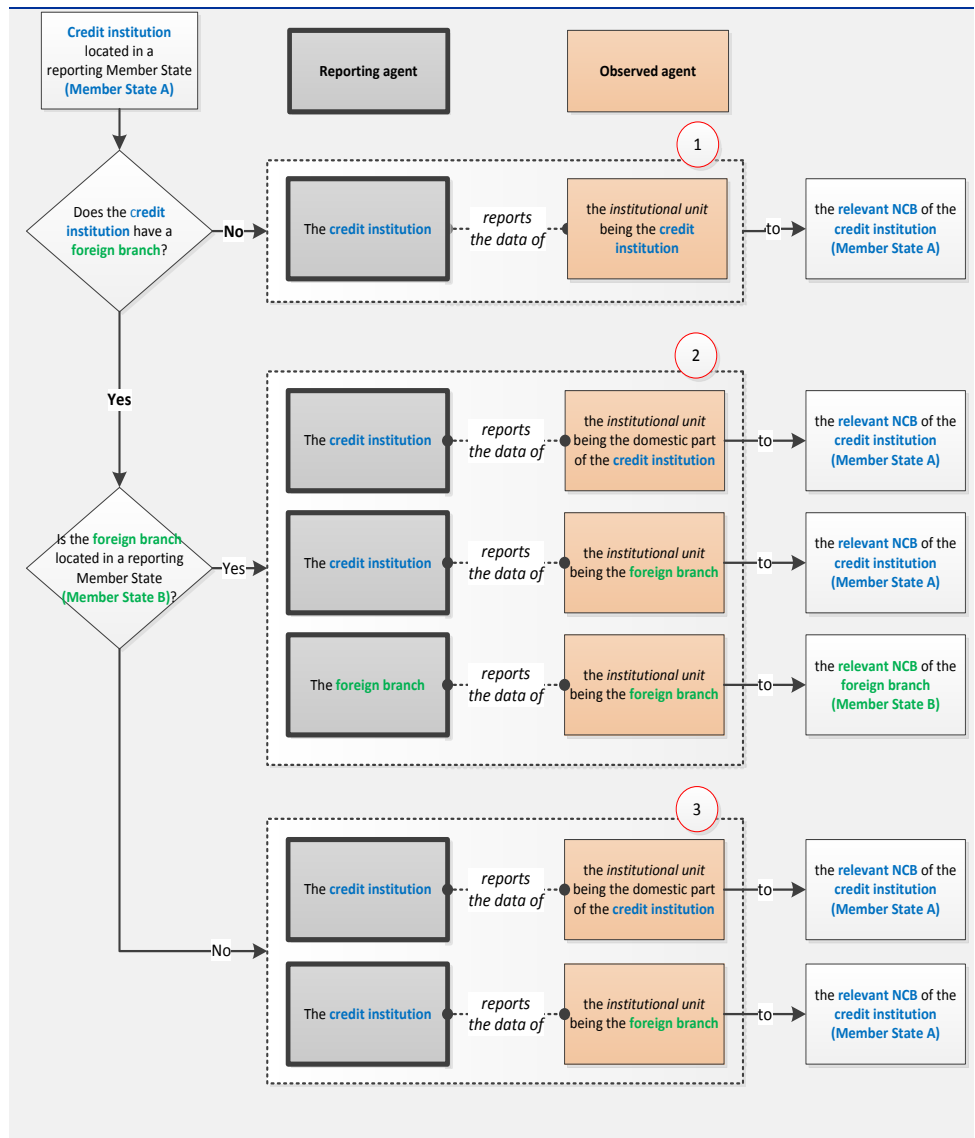 Credit institution
located in a
reporting Member State
(Member State A)
Reporting agent
Observed agent
1
Does the credit
institution have a
foreign branch?
No
The credit institution
reports
the data of
the institutional unit
being the credit
institution
to
the relevant NCB of the
credit institution
(Member State A)
Yes
2
The credit institution
reports
the data of
the institutional unit
being the domestic part
of the credit institution
to
the relevant NCB of the
credit institution
(Member State A)
Is the foreign branch
located in a reporting
Member State
(Member State B)?
Yes
The credit institution
reports
the data of
the institutional unit
being the foreign branch
to
the relevant NCB of the
credit institution
(Member State A)
The foreign branch
reports
the data of
the institutional unit
being the foreign branch
to
the relevant NCB of the
foreign branch
(Member State B)
3
The credit institution
reports
the data of
the institutional unit
being the domestic part
of the credit institution
to
the relevant NCB of the
credit institution
(Member State A)
No
The credit institution
reports
the data of
the institutional unit
being the foreign branch
to
the relevant NCB of the
credit institution
(Member State A)